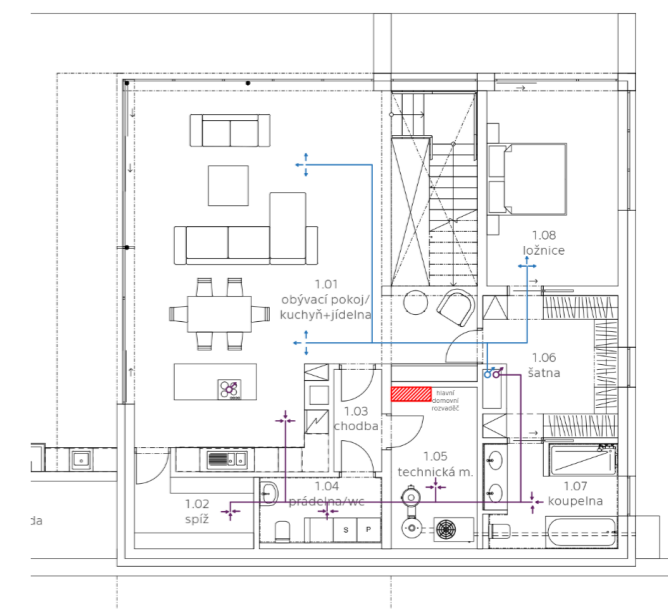 1.08
ložnice
1.01
obývací pokoj/
kuchyň+jídelna
1.06
šatna
hlavní
domovní
rozvaděč
1.03
chodba
1.05
technická m.
1.04
prádelna/wc
1.07
koupelna
1.02
spíž
da
S P